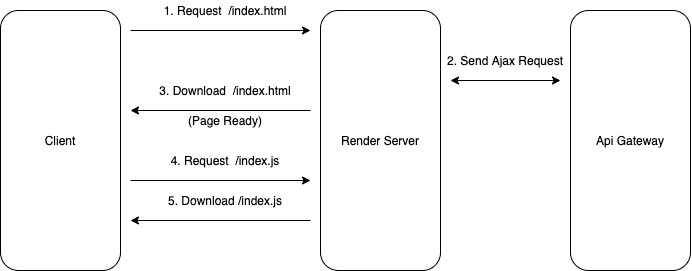 1. Request  /index.html
2. Send Ajax Request
3. Download  /index.html
(Page Ready)
Client
Render Server
Api Gateway
4. Request  /index.js
5. Download /index.js